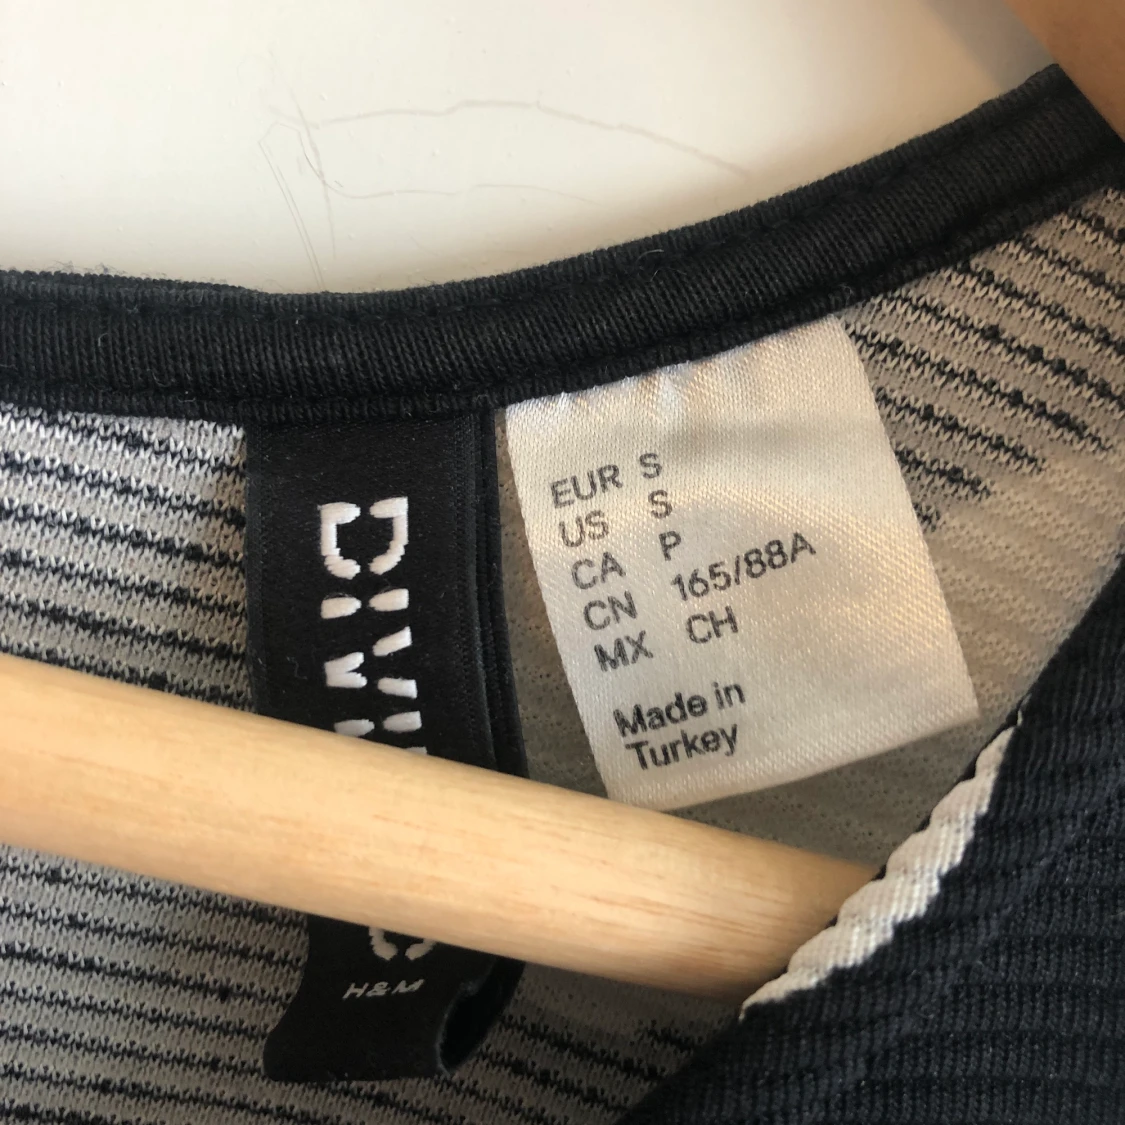 EUR S
US S
CA P
CN 165/88A
MX CH
Made in
Turkey
H&M